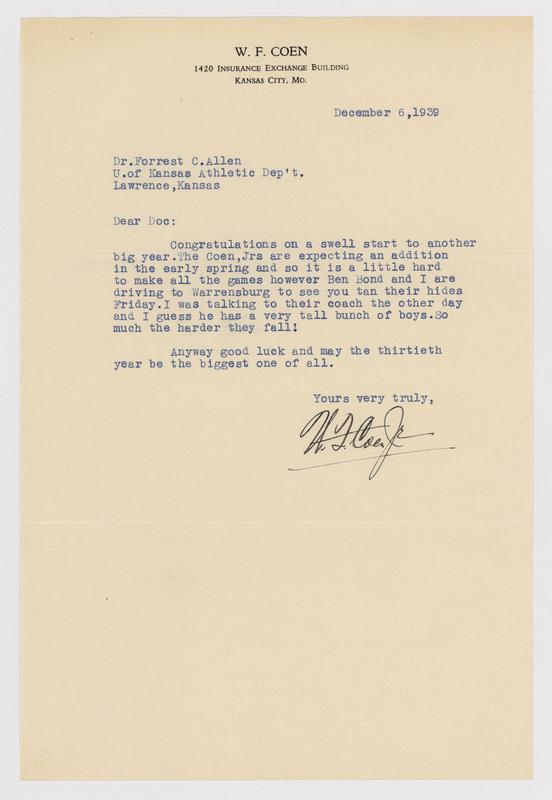 W. F. COEN
1420 INSURANCE EXCHANGE BUILDING
KANSAS CITY, MO.
December 6,1939
Dr.Forrest C.Allen
U.of Kansas Athletic Dep't.
Lawrence,Kansas
Dear Doc:
Congratulations on a swell start to another
big year.The Coen,Jrs are expecting an addition
in the early spring and so it is a little hard
to make all the games however Ben Bond and I are
driving to Warrensburg to see you tan their hides
Friday.I was talking to their coach the other day
and I guess he has a very tall bunch of boys.So
much the harder they fall!
Anyway good luck and may the thirtieth
year be the biggest one of all.
Yours very truly,
W. F. Coen Jr